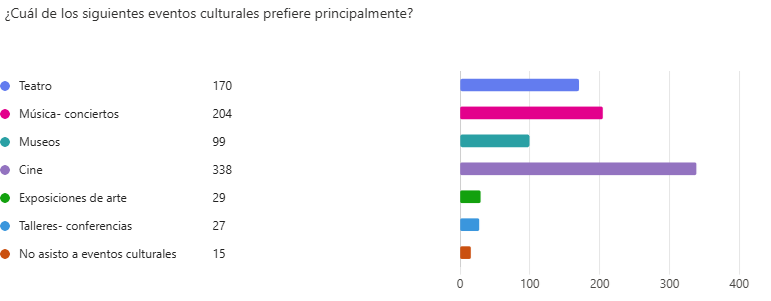 ¿Cuál de los siguientes eventos culturales prefiere principalmente?
Teatro 170
Música- conciertos 204
Museos 99
Cine 338
Exposiciones de arte 29
Talleres- conferencias 27
No asisto a eventos culturales 15
0 100 200 300 400